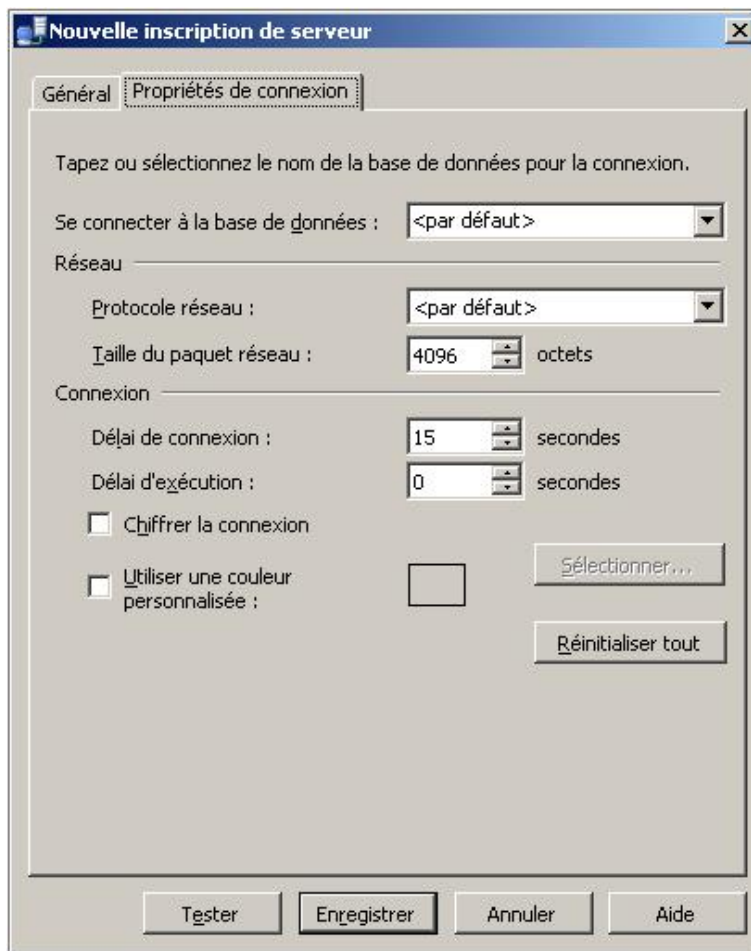 Nouvelle inscription de serveur
Général
Propriétés de connexion
Tapez ou sélectionnez le nom de la base de données pour la connexion.
Se connecter à la base de données : <par défaut>
Réseau
Protocole réseau : <par défaut>
Taille du paquet réseau : 4096 octets
Connexion
Délai de connexion : 15 secondes
Délai d'exécution : 0 secondes
Chiffrer la connexion
Utiliser une couleur
personnalisée :
Sélectionner...
Réinitialiser tout
Tester Enregistrer Annuler Aide